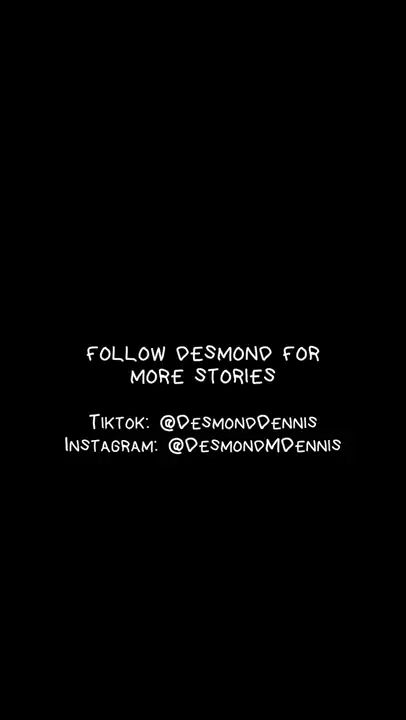 FOLLOW DESMOND FOR
MORE STORIES
TIKTOK: @DESMONDDENNIS
INSTAGRAM: @DESMONDMDENNIS